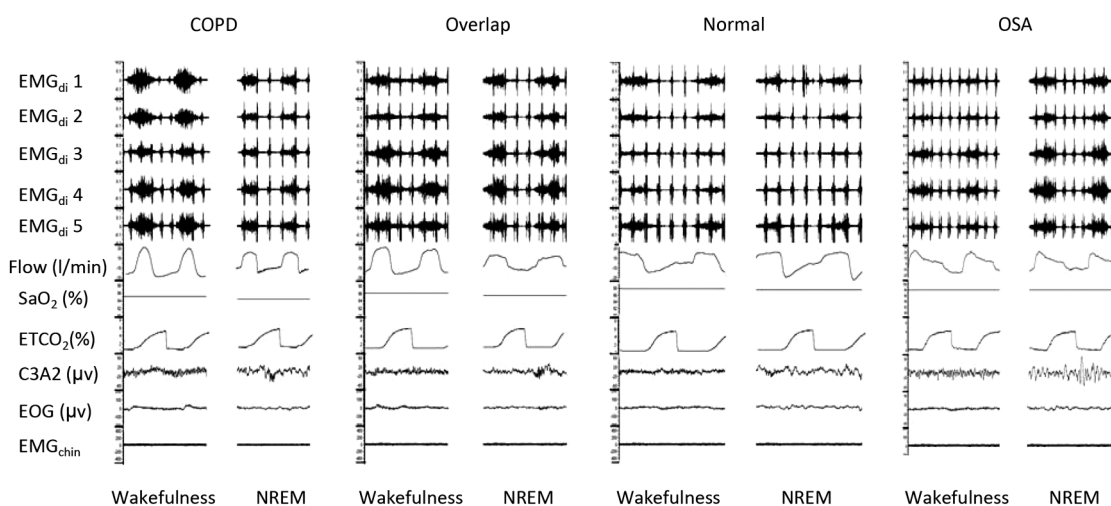 COPD Overlap Normal OSA
EMGdi 1
EMGdi 2
EMGdi 3
EMGdi 4
EMGdi 5
Flow (l/min)
SaO2 (%)
ETCO2(%)
C3A2 (μv)
EOG (μv)
EMGchin
Wakefulness NREM Wakefulness NREM Wakefulness NREM Wakefulness NREM